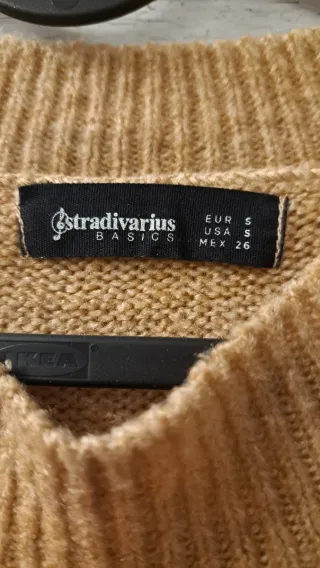 stradivarius
BASICS
EUR S
USA S
MEX 26
IKEA